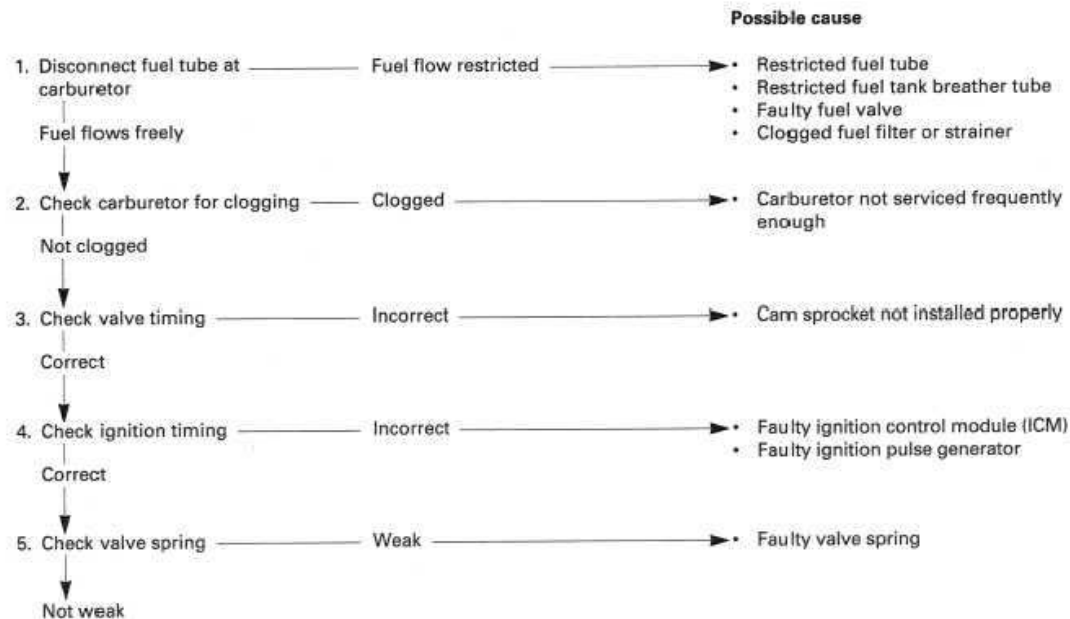 Possible cause
1. Disconnect fuel tube at carburetor
Fuel flow restricted
• Restricted fuel tube
• Restricted fuel tank breather tube
• Faulty fuel valve
• Clogged fuel filter or strainer
Fuel flows freely
2. Check carburetor for clogging
Clogged
• Carburetor not serviced frequently
enough
Not clogged
3. Check valve timing
Incorrect
• Cam sprocket not installed properly
Correct
4. Check ignition timing
Incorrect
• Faulty ignition control module (ICM)
• Faulty ignition pulse generator
Correct
5. Check valve spring
Weak
• Faulty valve spring
Not weak